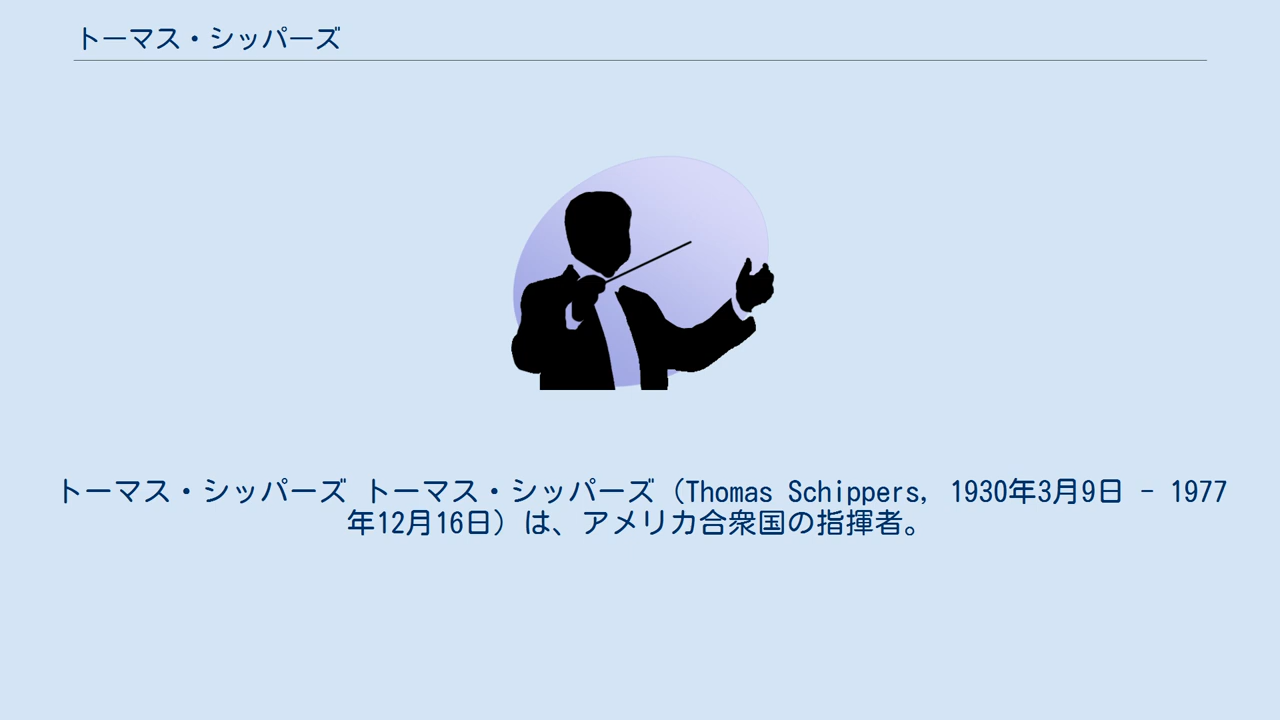 トーマス・シッパーズ
トーマス・シッパーズ トーマス・シッパーズ（Thomas Schippers, 1930年3月9日 - 1977
年12月16日）は、アメリカ合衆国の指揮者。